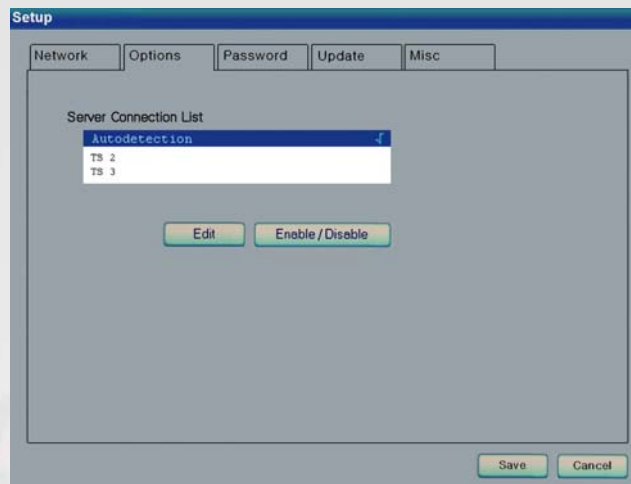 Setup
Network Options Password Update Misc
Server Connection List
Autodetection √
TS 2
TS 3
Edit Enable/Disable
Save Cancel